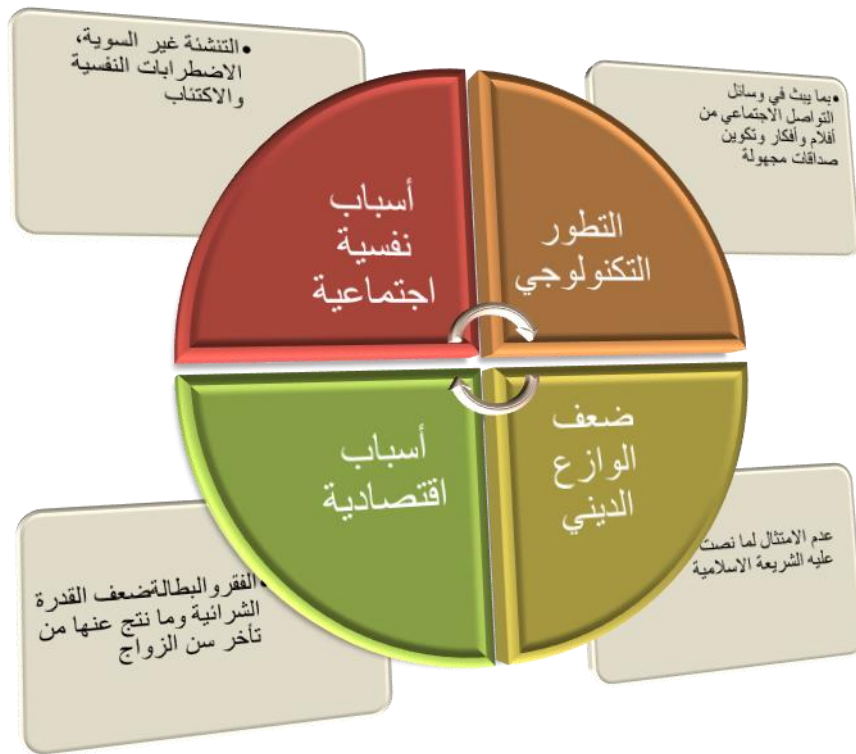 •التنشئة غير السوية،
الاضطرابات النفسية
والاكتئاب
•بما يبث في وسائل
التواصل الاجتماعي من
أفلام وأفكار وتكوين
صداقات مجهولة
أسباب
نفسية
اجتماعية
التطور
التكنولوجي
أسباب
اقتصادية
ضعف
الوازع
الديني
•الفقروالبطالةضعف القدرة
الشرائية وما نتج عنها من
تأخر سن الزواج
عدم الامتثال لما نصت
عليه الشريعة الاسلامية